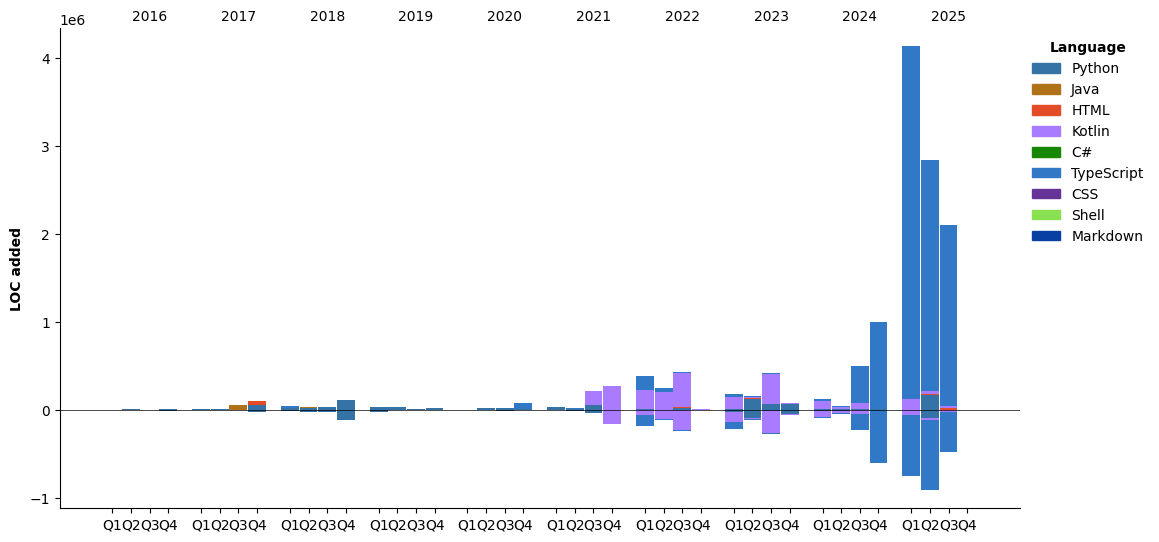 1e6
2016 2017 2018 2019 2020 2021 2022 2023 2024 2025
Language
Python
Java
HTML
Kotlin
C#
TypeScript
CSS
Shell
Markdown
4
3
2
1
0
−1
LOC added
Q1Q2Q3Q4 Q1Q2Q3Q4 Q1Q2Q3Q4 Q1Q2Q3Q4 Q1Q2Q3Q4 Q1Q2Q3Q4 Q1Q2Q3Q4 Q1Q2Q3Q4 Q1Q2Q3Q4 Q1Q2Q3Q4